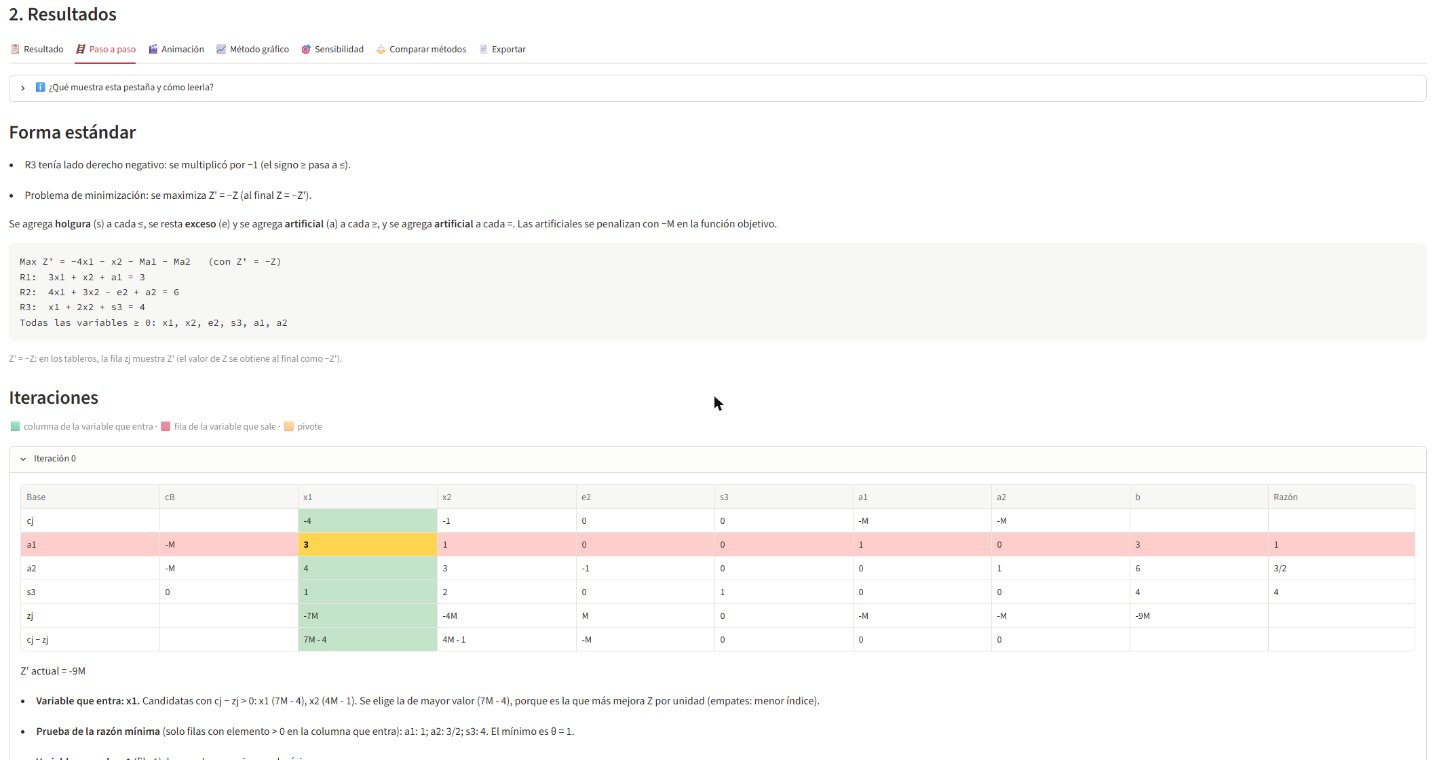 2. Resultados
Resultado Paso a paso Animación Método gráfico Sensibilidad Comparar métodos Exportar
¿Qué muestra esta pestaña y cómo leerla?
Forma estándar
• R3 tenía lado derecho negativo: se multiplicó por −1 (el signo ≥ pasa a ≤).
• Problema de minimización: se maximiza Z' = −Z (al final Z = −Z').
Se agrega holgura (s) a cada ≤, se resta exceso (e) y se agrega artificial (a) a cada ≥, y se agrega artificial a cada =. Las artificiales se penalizan con −M en la función objetivo.
Max Z' = −4x1 − x2 − Ma1 − Ma2 (con Z' = −Z)
R1: 3x1 + x2 + a1 = 3
R2: 4x1 + 3x2 − e2 + a2 = 6
R3: x1 + 2x2 + s3 = 4
Todas las variables ≥ 0: x1, x2, e2, s3, a1, a2
Z' = −Z: en los tableros, la fila zj muestra Z' (el valor de Z se obtiene al final como −Z').
Iteraciones
columna de la variable que entra · fila de la variable que sale · pivote
Iteración 0
Base cB x1 x2 e2 s3 a1 a2 b Razón
cj -4 -1 0 0 -M -M
a1 -M 3 1 0 0 1 0 3 1
a2 -M 4 3 -1 0 0 1 6 3/2
s3 0 1 2 0 1 0 0 4 4
zj -7M -4M M 0 -M -M -9M
cj − zj 7M - 4 4M - 1 -M 0 0 0
Z' actual = -9M
• Variable que entra: x1. Candidatas con cj − zj > 0: x1 (7M - 4), x2 (4M - 1). Se elige la de mayor valor (7M - 4), porque es la que más mejora Z por unidad (empates: menor índice).
• Prueba de la razón mínima (solo filas con elemento > 0 en la columna que entra): a1: 1; a2: 3/2; s3: 4. El mínimo es θ = 1.